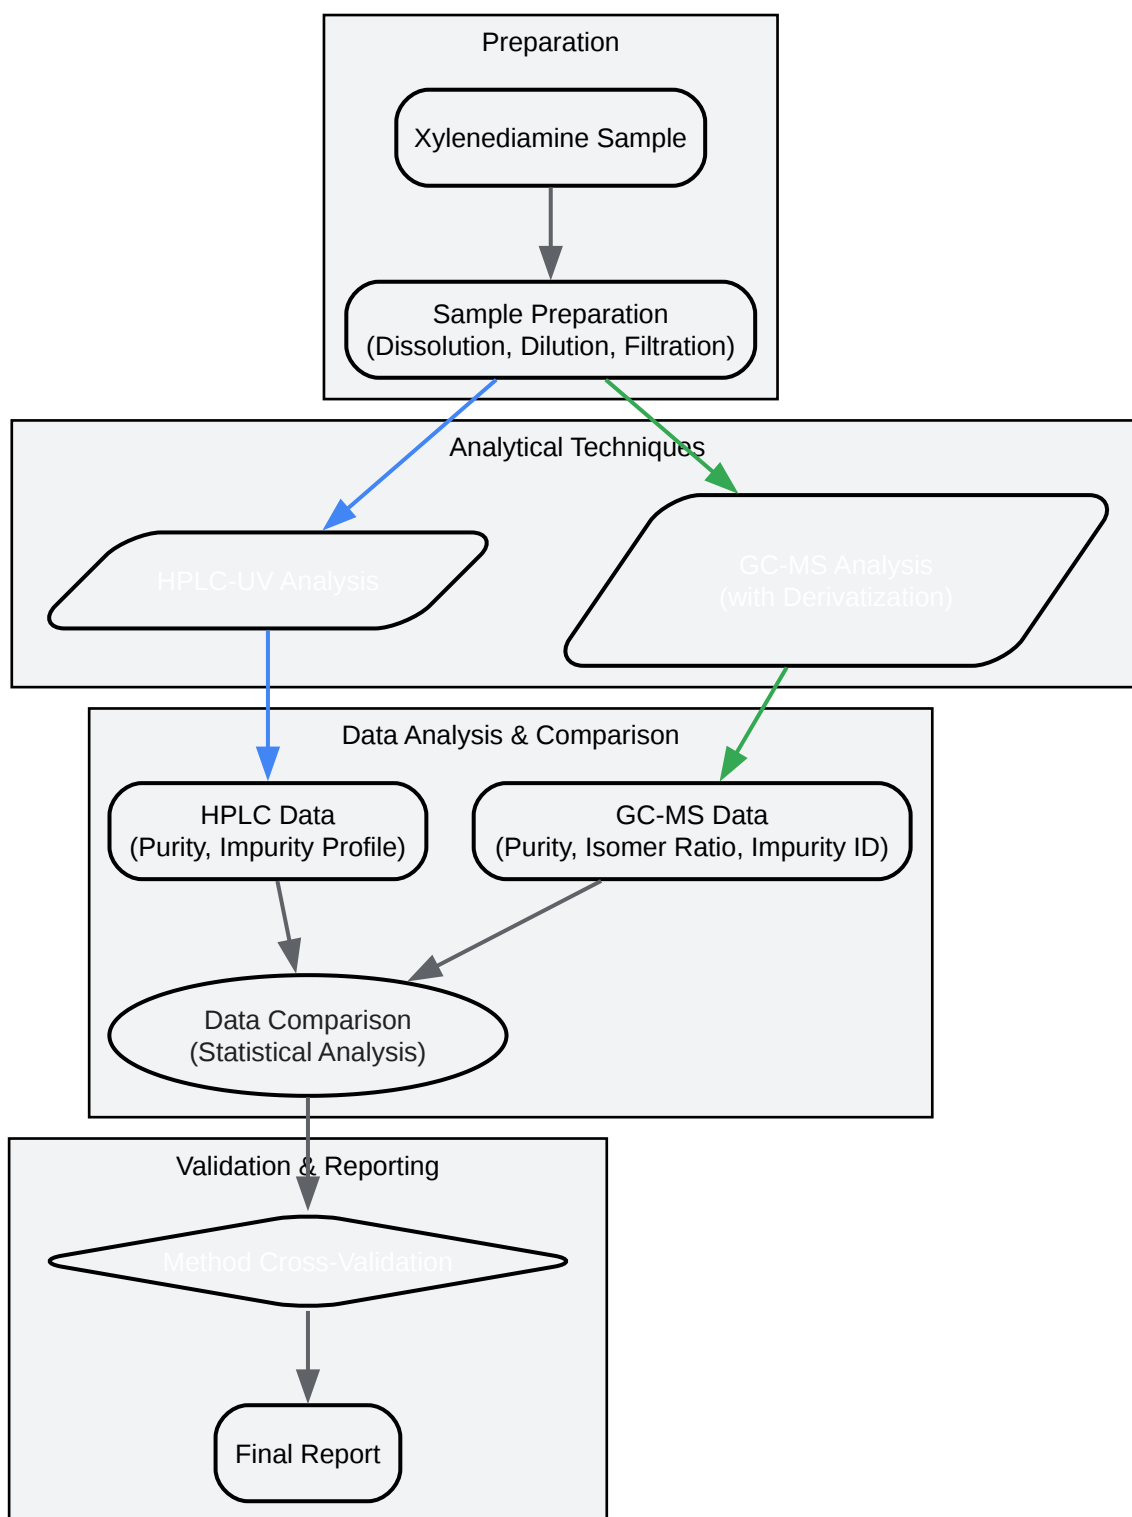 Preparation
Xylenediamine Sample
Sample Preparation
(Dissolution, Dilution, Filtration)
Analytical Techniques
HPLC-UV Analysis
GC-MS Analysis
(with Derivatization)
Data Analysis & Comparison
HPLC Data
(Purity, Impurity Profile)
GC-MS Data
(Purity, Isomer Ratio, Impurity ID)
Data Comparison
(Statistical Analysis)
Validation & Reporting
Method Cross-Validation
Final Report